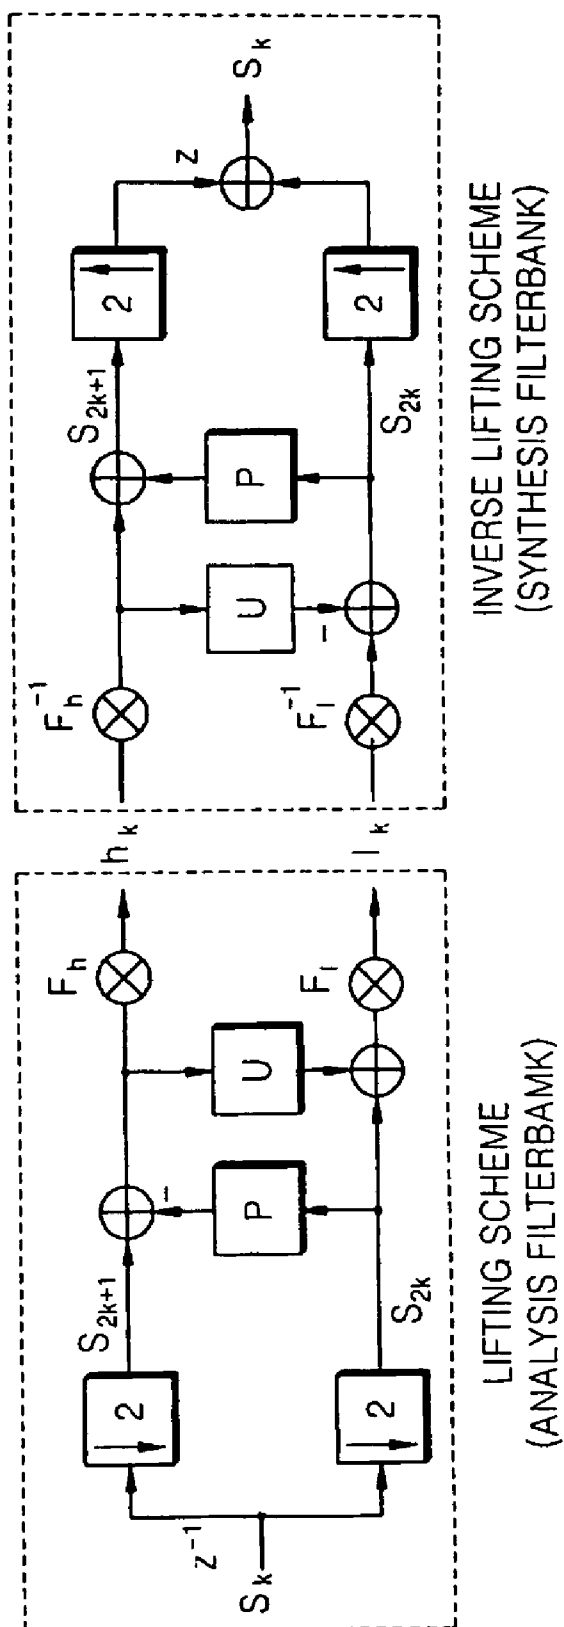 S_k
z^-1
2
S_2k+1
-
P
U
F_h
h_k
2
S_2k
F_l
l_k
LIFTING SCHEME
(ANALYSIS FILTERBAMK)
F_h^-1
U
P
S_2k+1
2
z
S_k
F_l^-1
-
S_2k
2
INVERSE LIFTING SCHEME
(SYNTHESIS FILTERBANK)